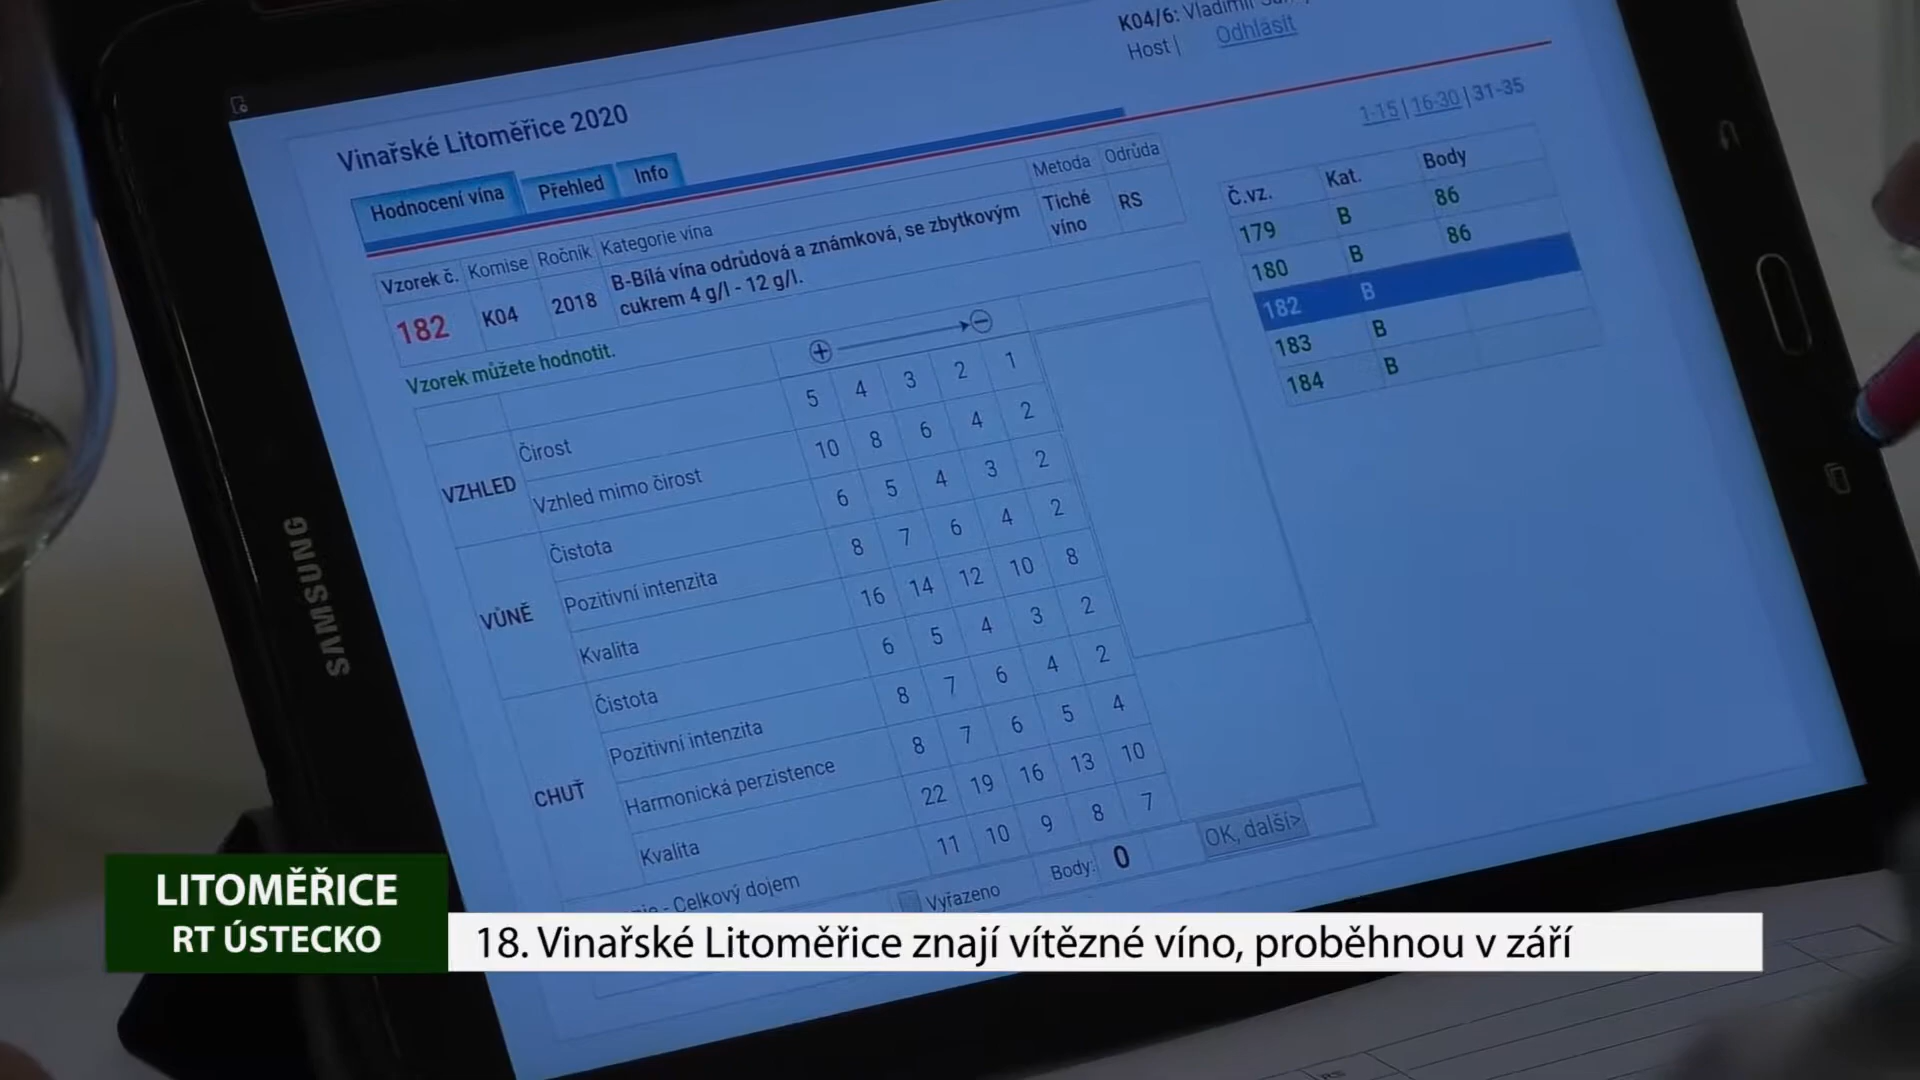 K04/6: Vladimír
Host | Odhlásit
Vinařské Litoměřice 2020
Hodnocení vína Přehled Info
1-15 | 16-30 | 31-35
Vzorek č. Komise Ročník Kategorie vína Metoda Odrůda
182 K04 2018 B-Bílá vína odrůdová a známková, se zbytkovým
cukrem 4 g/l - 12 g/l.
Tiché
víno
RS
Vzorek můžete hodnotit.
VZHLED
Čirost 5 4 3 2 1
Vzhled mimo čirost 10 8 6 4 2
VŮNĚ
Čistota 6 5 4 3 2
Pozitivní intenzita 8 7 6 4 2
Kvalita 16 14 12 10 8
CHUŤ
Čistota 6 5 4 3 2
Pozitivní intenzita 8 7 6 4 2
Harmonická perzistence 8 7 6 5 4
Kvalita 22 19 16 13 10
- Celkový dojem 11 10 9 8 7
Vyřazeno Body: 0 OK, další>
Č.vz. Kat. Body
179 B 86
180 B 86
182 B
183 B
184 B
SAMSUNG
LITOMĚŘICE
RT ÚSTECKO
18. Vinařské Litoměřice znají vítězné víno, proběhnou v září
RS